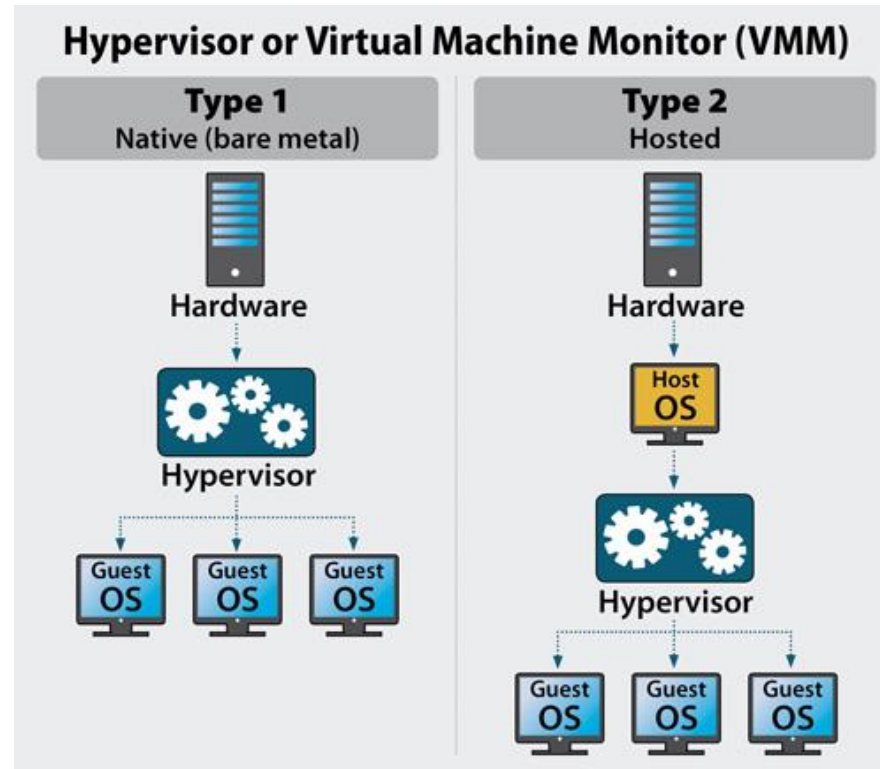 Hypervisor or Virtual Machine Monitor (VMM)
Type 1
Native (bare metal)
Hardware
Hypervisor
Guest
OS
Guest
OS
Guest
OS
Type 2
Hosted
Hardware
Host
OS
Hypervisor
Guest
OS
Guest
OS
Guest
OS